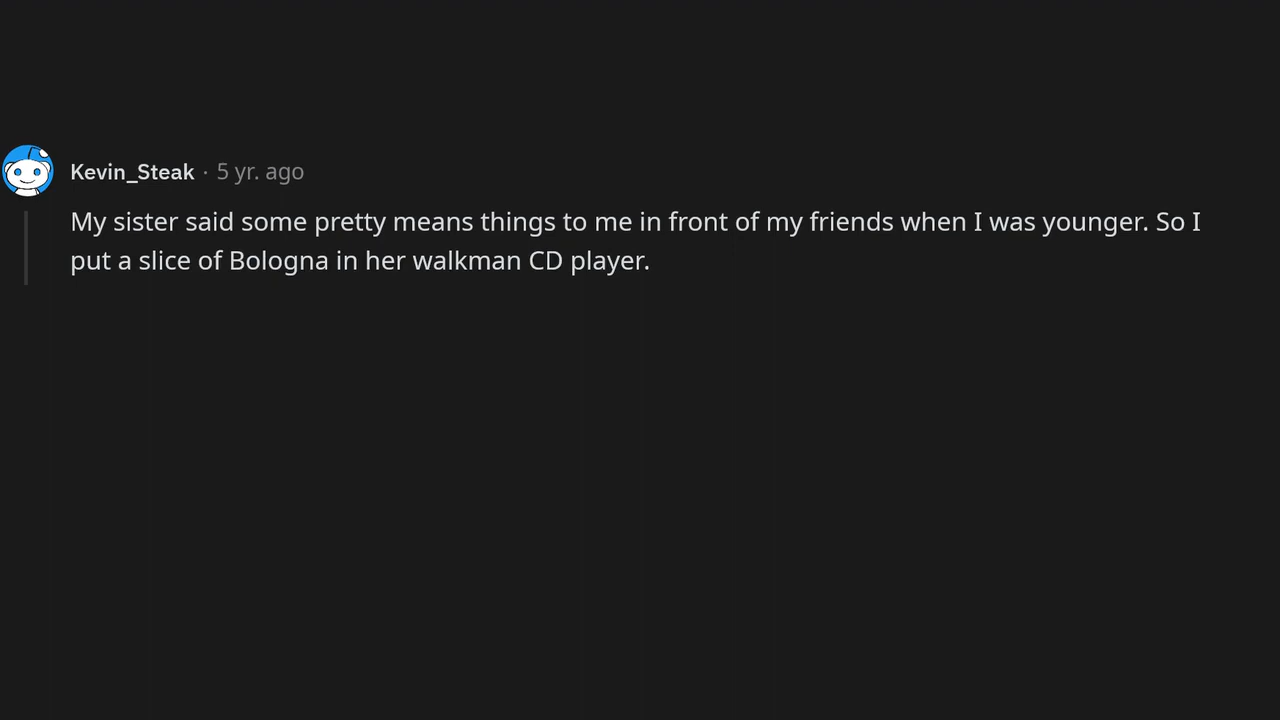 Kevin_Steak · 5 yr. ago
My sister said some pretty means things to me in front of my friends when I was younger. So I
put a slice of Bologna in her walkman CD player.